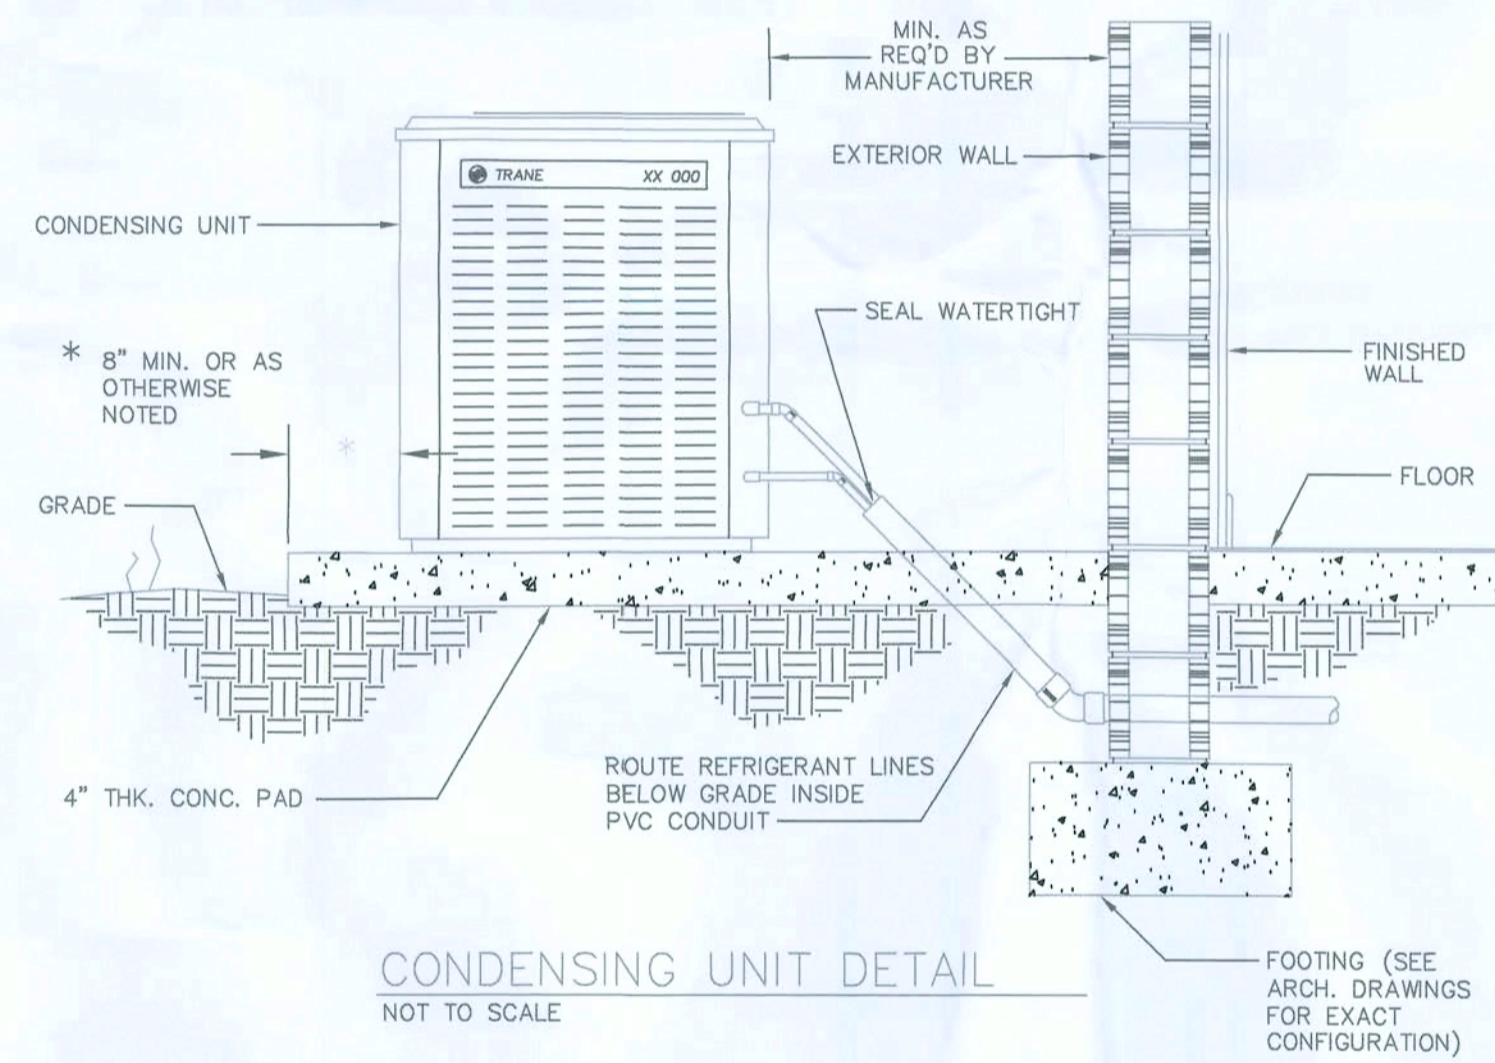 MIN. AS
REQ'D BY
MANUFACTURER
EXTERIOR WALL
TRANE XX 000
CONDENSING UNIT
SEAL WATERTIGHT
* 8" MIN. OR AS
OTHERWISE
NOTED
FINISHED
WALL
*
FLOOR
GRADE
ROUTE REFRIGERANT LINES
BELOW GRADE INSIDE
PVC CONDUIT
4" THK. CONC. PAD
CONDENSING UNIT DETAIL
NOT TO SCALE
FOOTING (SEE
ARCH. DRAWINGS
FOR EXACT
CONFIGURATION)